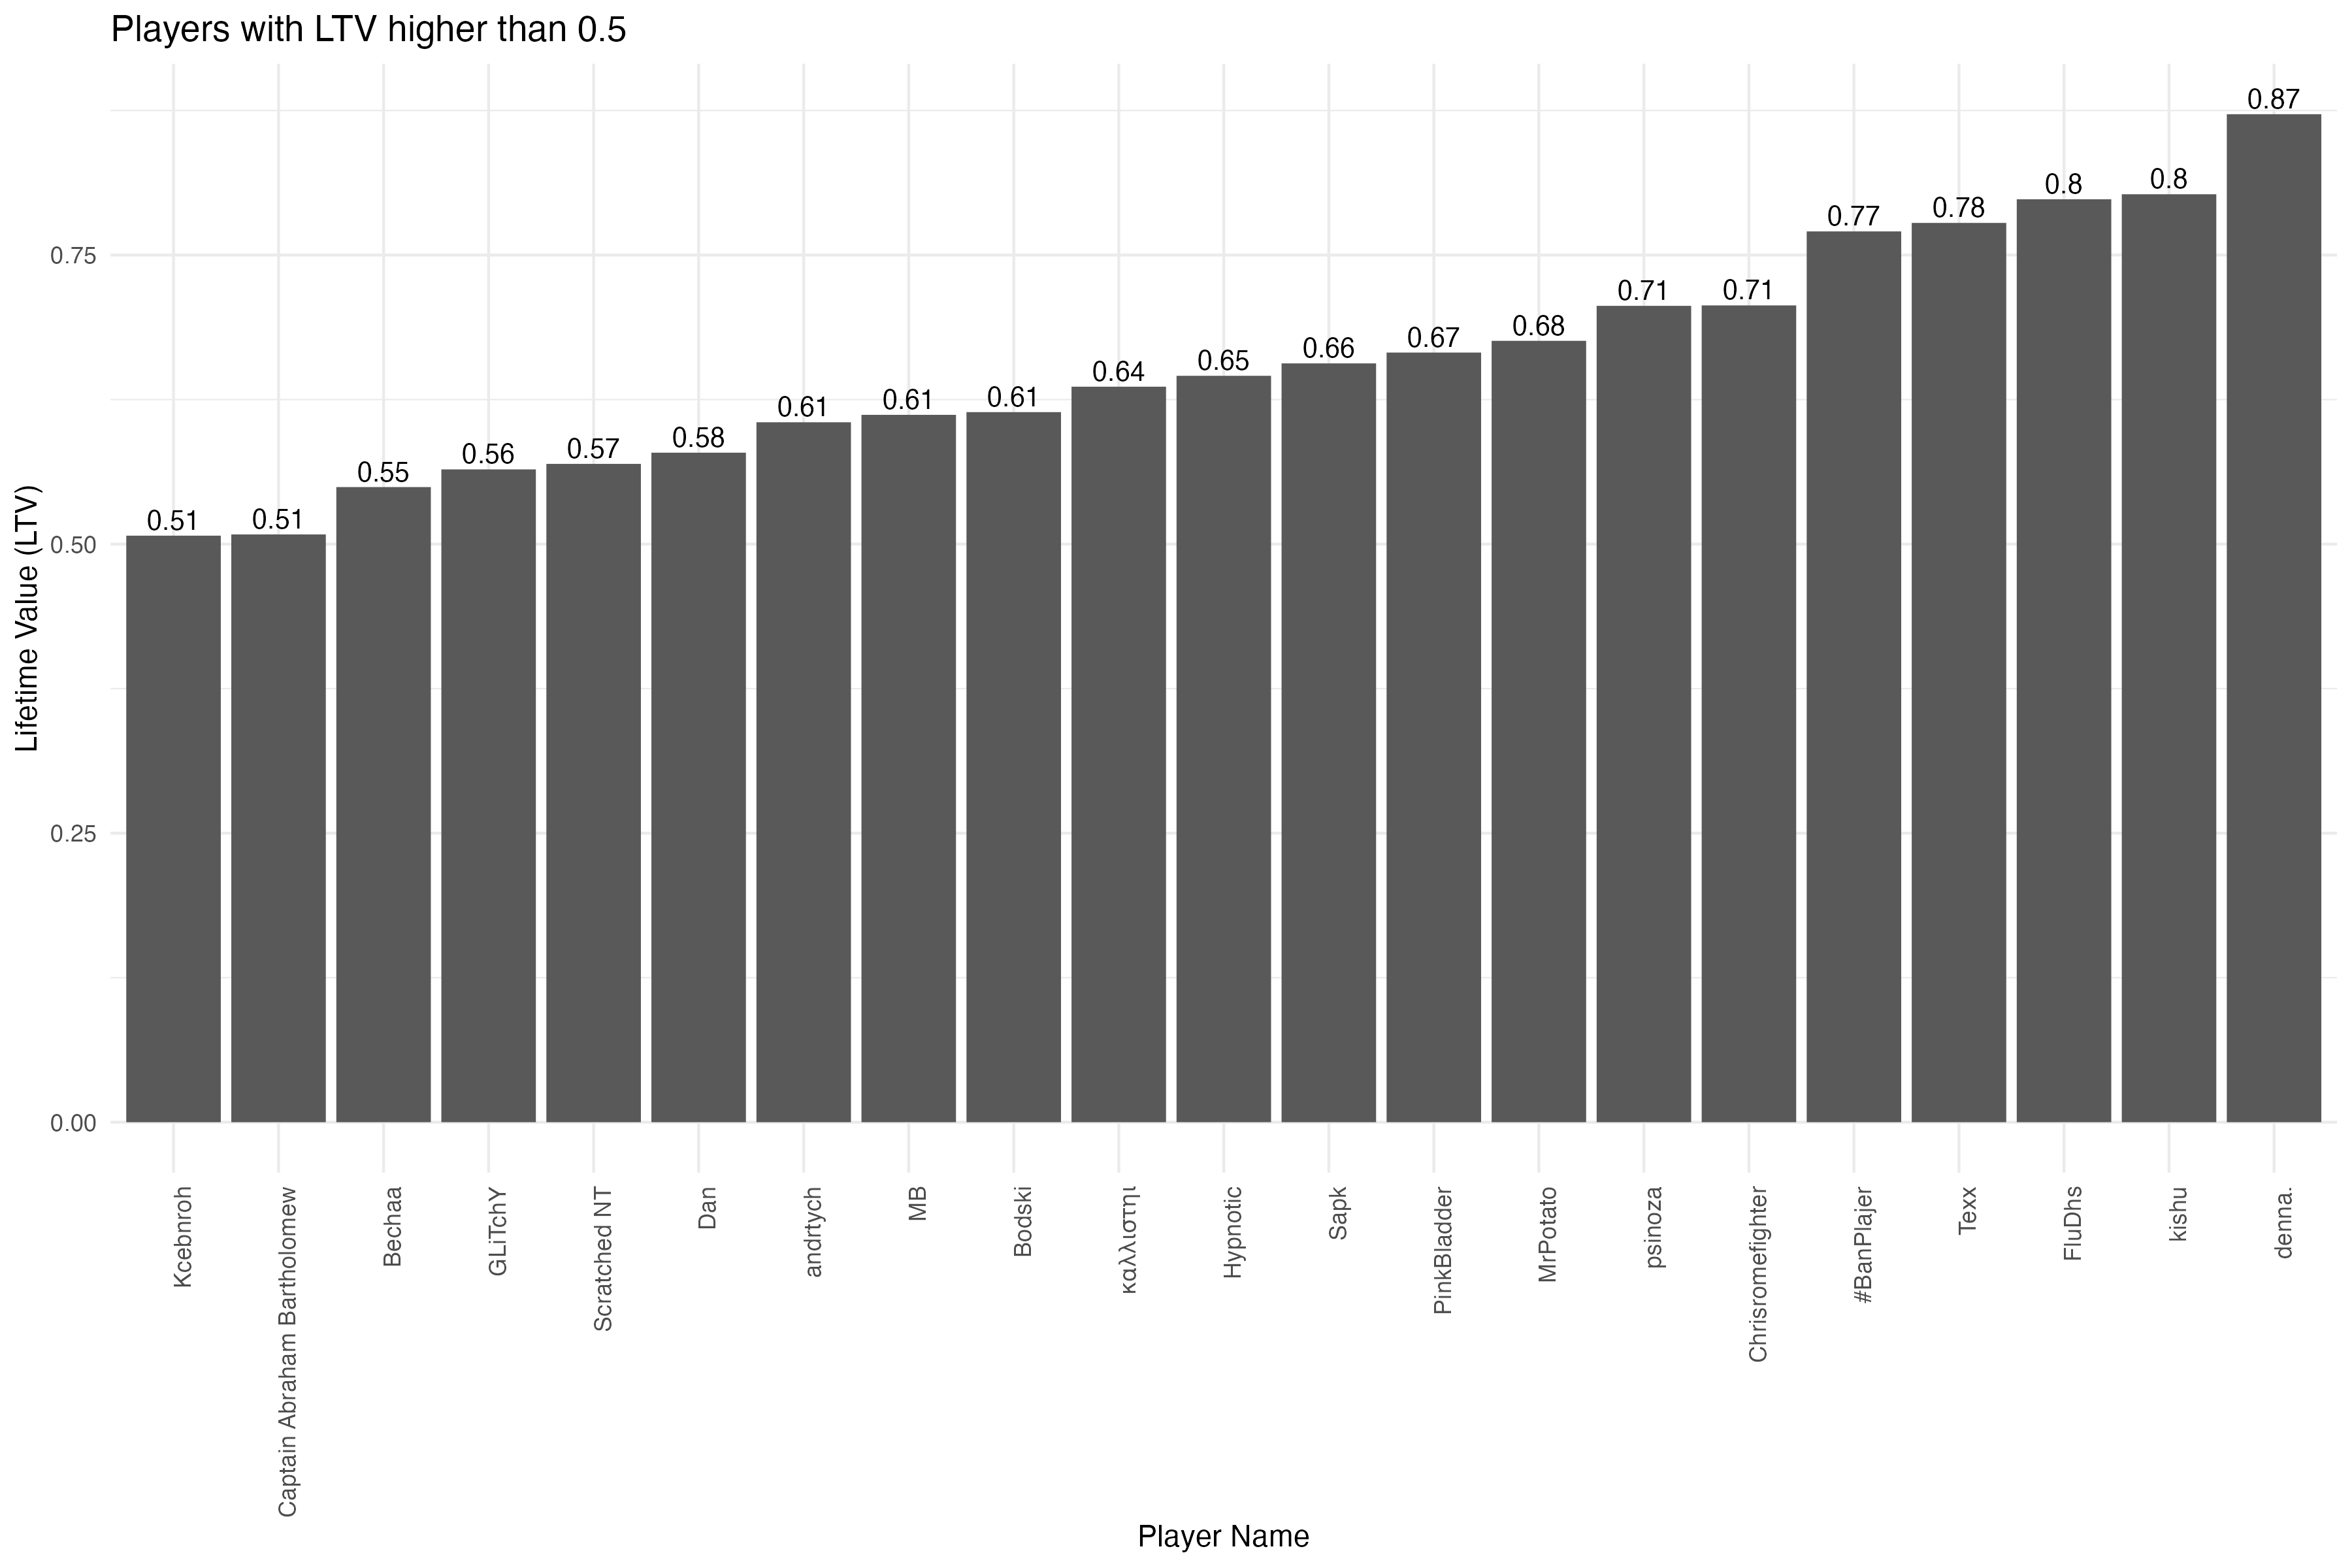 Players with LTV higher than 0.5
Lifetime Value (LTV)
0.75
0.50
0.25
0.00
0.51
0.51
0.55
0.56
0.57
0.58
0.61
0.61
0.61
0.64
0.65
0.66
0.67
0.68
0.71
0.71
0.77
0.78
0.8
0.8
0.87
Kcebnroh
Captain Abraham Bartholomew
Bechaa
GLiTchY
Scratched NT
Dan
andrtych
MB
Bodski
καλλιστηι
Hypnotic
Sapk
PinkBladder
MrPotato
psinoza
Chrisromefighter
#BanPlajer
Texx
FluDhs
kishu
denna.
Player Name